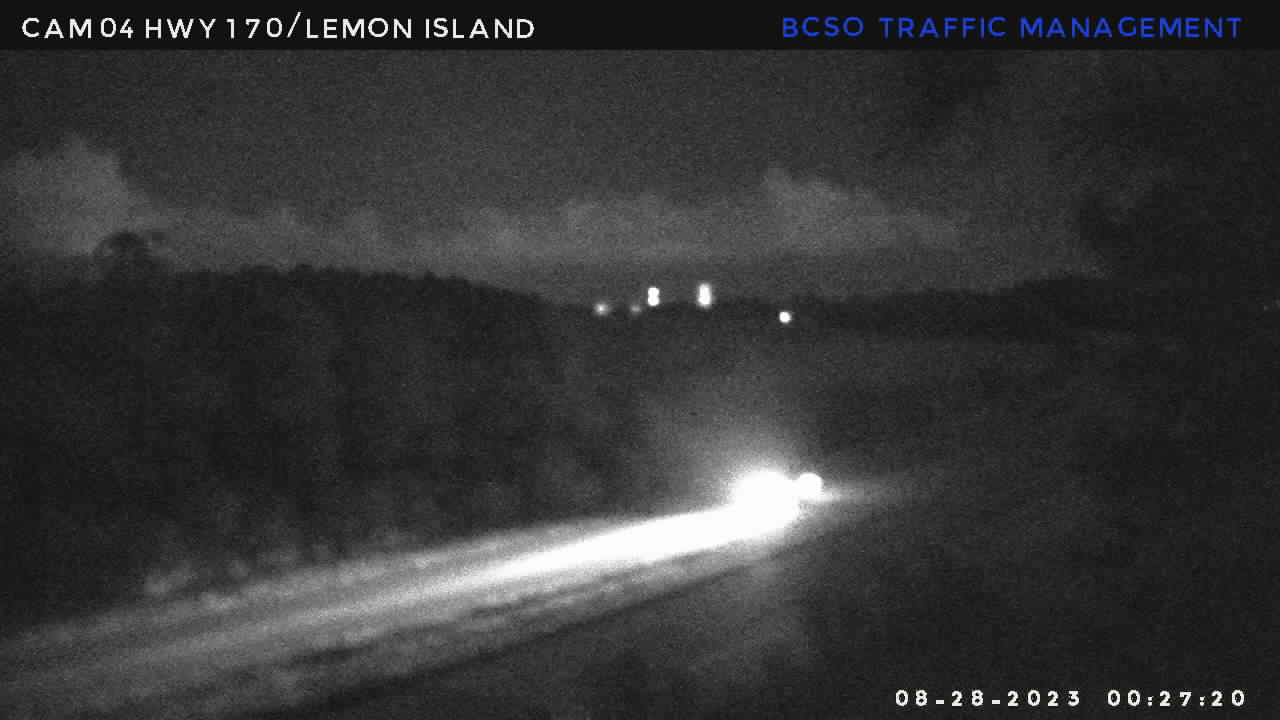 CAM 04 HWY 170/LEMON ISLAND
BCSO TRAFFIC MANAGEMENT
08-28-2023 00:27:20